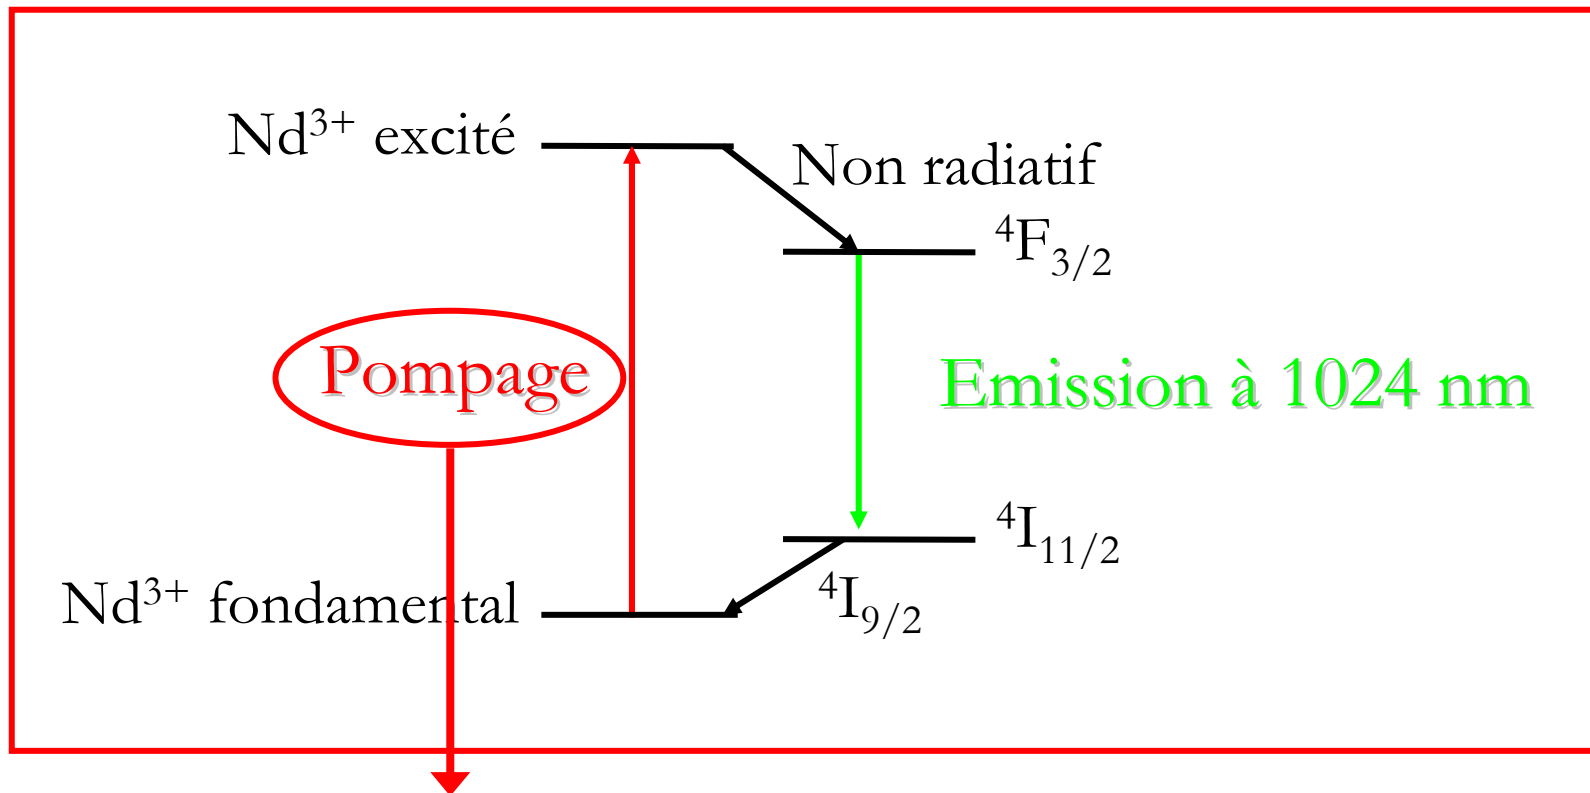 Nd³⁺ excité
Non radiatif
⁴F₃/₂
Pompage
Emission à 1024 nm
⁴I₁₁/₂
Nd³⁺ fondamental
⁴I₉/₂